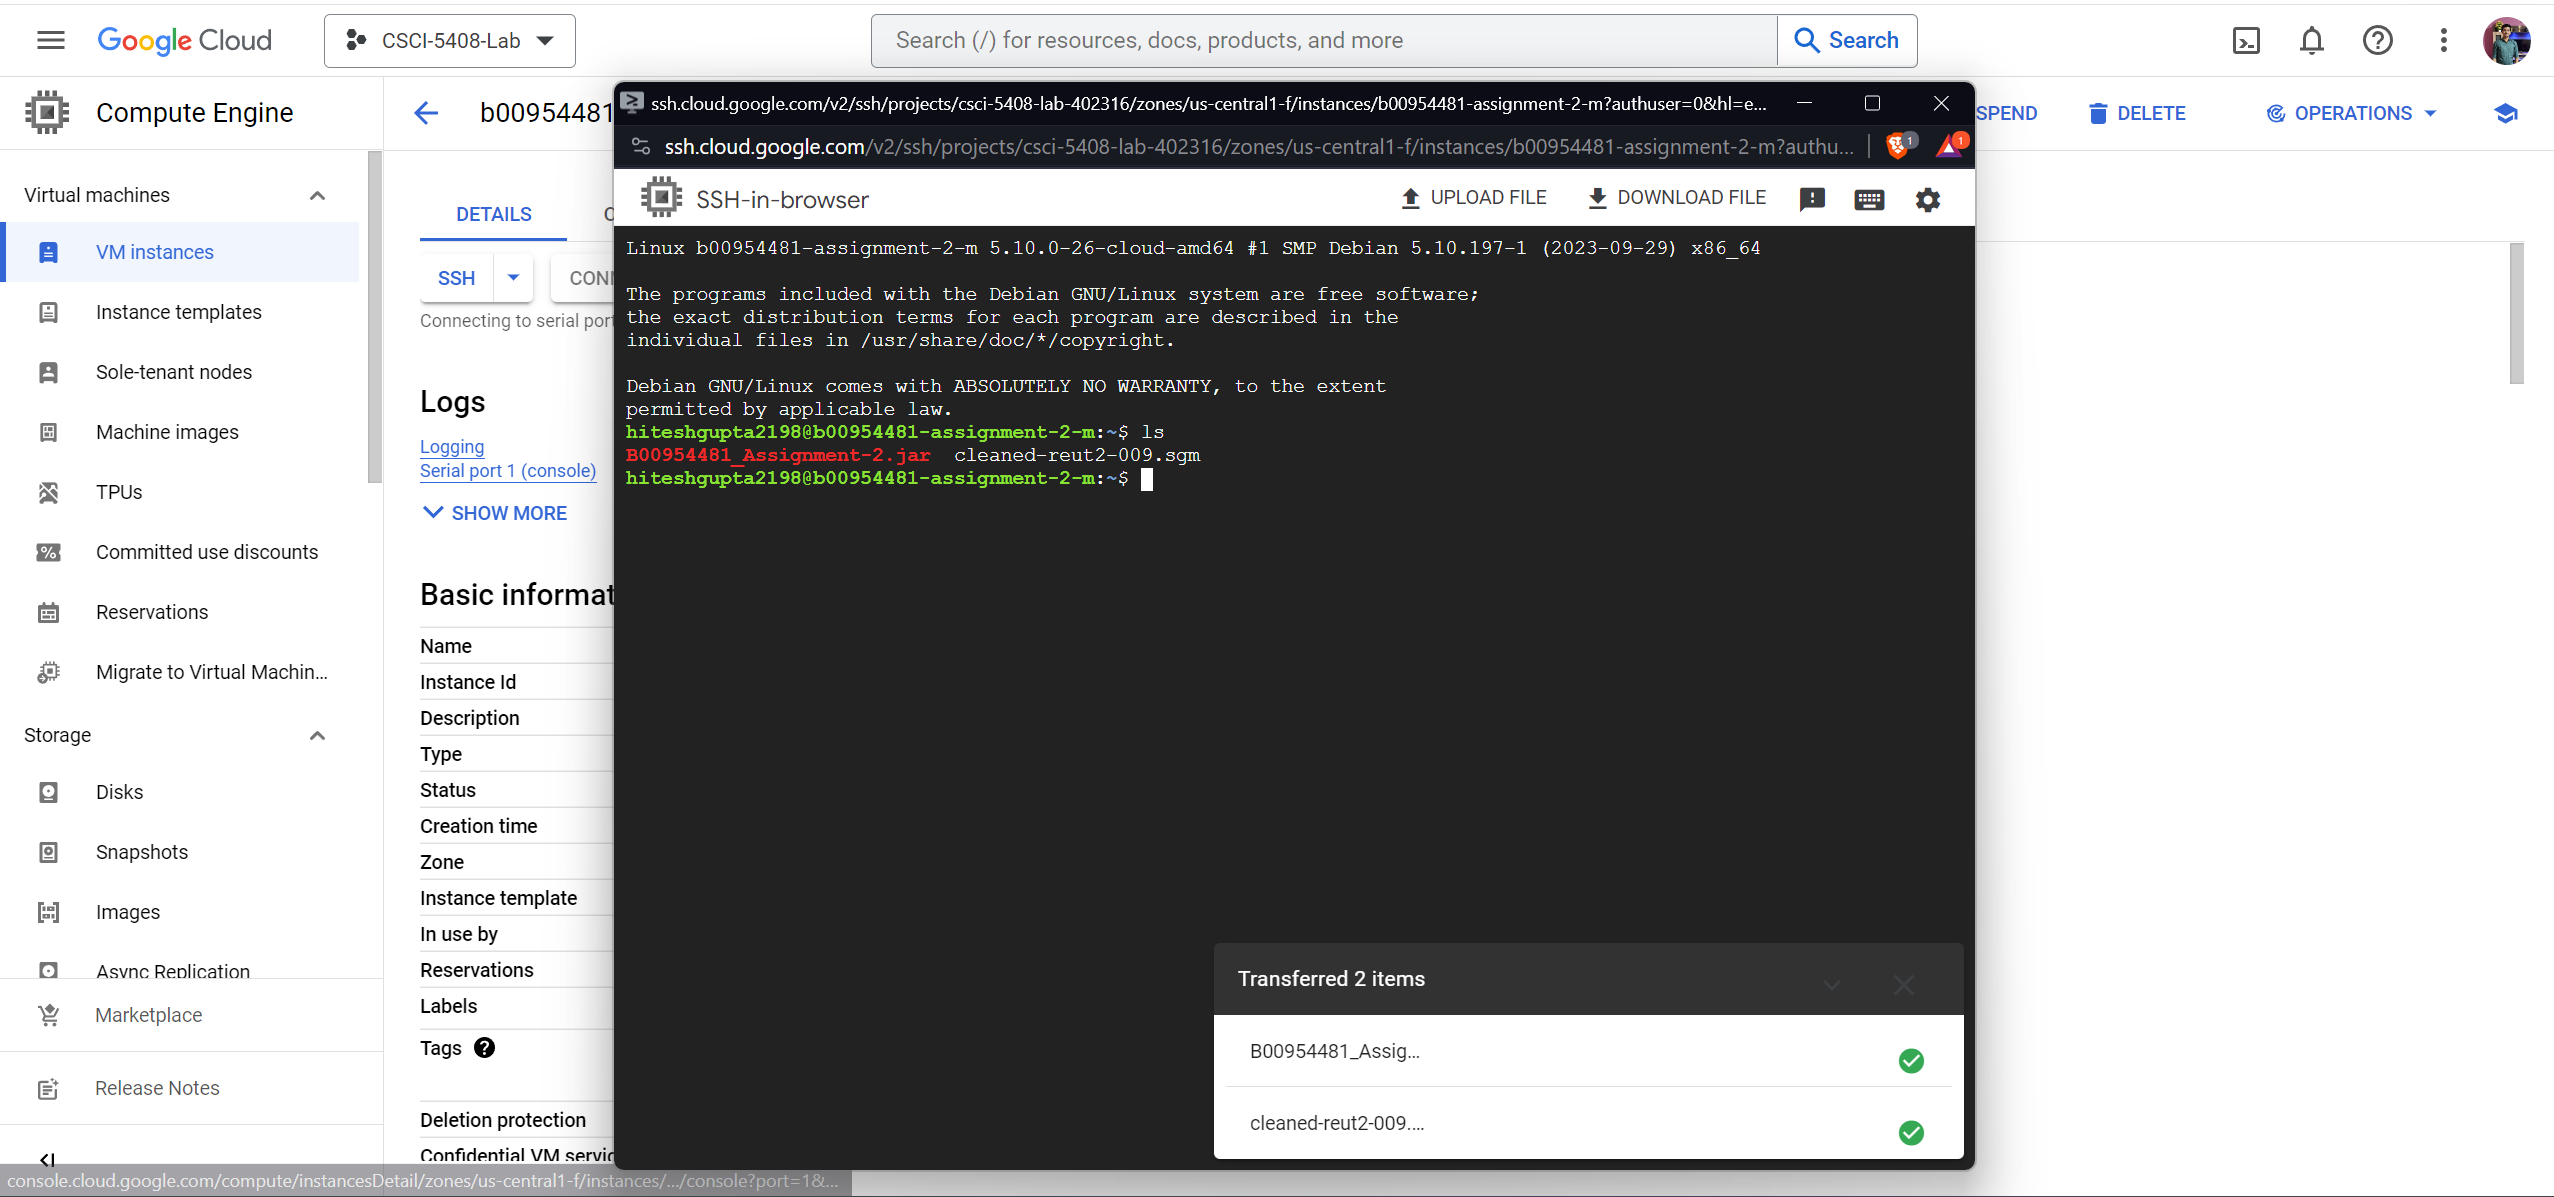 Google Cloud
CSCI-5408-Lab
Search (/) for resources, docs, products, and more
Search
Compute Engine
b00954481
SPEND
DELETE
OPERATIONS
Virtual machines
VM instances
Instance templates
Sole-tenant nodes
Machine images
TPUs
Committed use discounts
Reservations
Migrate to Virtual Machin...
Storage
Disks
Snapshots
Images
Async Replication
Marketplace
Release Notes
DETAILS
SSH
CONN
Connecting to serial port
Logs
Logging
Serial port 1 (console)
SHOW MORE
Basic informat
Name
Instance Id
Description
Type
Status
Creation time
Zone
Instance template
In use by
Reservations
Labels
Tags
Deletion protection
Confidential VM servic
console.cloud.google.com/compute/instancesDetail/zones/us-central1-f/instances/.../console?port=1&...
ssh.cloud.google.com/v2/ssh/projects/csci-5408-lab-402316/zones/us-central1-f/instances/b00954481-assignment-2-m?authuser=0&hl=e...
ssh.cloud.google.com/v2/ssh/projects/csci-5408-lab-402316/zones/us-central1-f/instances/b00954481-assignment-2-m?authu...
1
1
SSH-in-browser
UPLOAD FILE
DOWNLOAD FILE
Linux b00954481-assignment-2-m 5.10.0-26-cloud-amd64 #1 SMP Debian 5.10.197-1 (2023-09-29) x86_64
The programs included with the Debian GNU/Linux system are free software;
the exact distribution terms for each program are described in the
individual files in /usr/share/doc/*/copyright.
Debian GNU/Linux comes with ABSOLUTELY NO WARRANTY, to the extent
permitted by applicable law.
hiteshgupta2198@b00954481-assignment-2-m:~$ ls
B00954481_Assignment-2.jar cleaned-reut2-009.sgm
hiteshgupta2198@b00954481-assignment-2-m:~$
Transferred 2 items
B00954481_Assig...
cleaned-reut2-009....